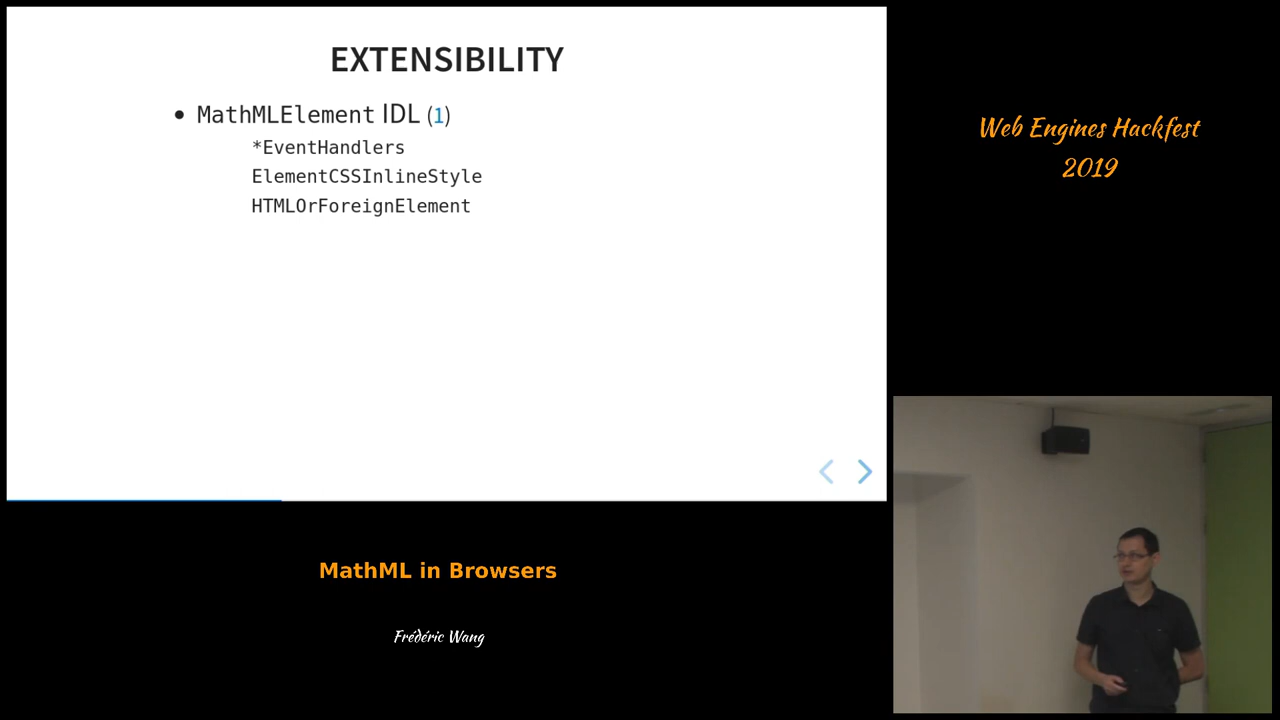 EXTENSIBILITY
• MathMLElement IDL (1)
*EventHandlers
ElementCSSInlineStyle
HTMLOrForeignElement
Web Engines Hackfest
2019
MathML in Browsers
Frédéric Wang